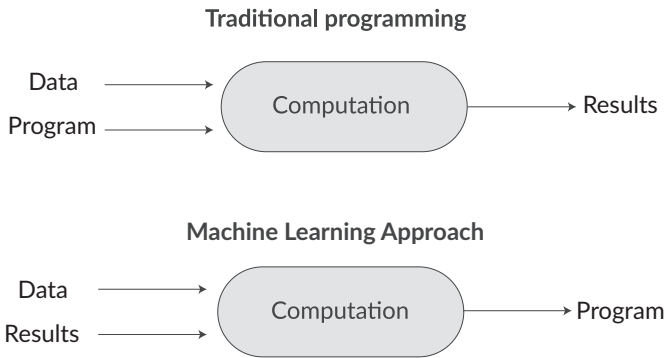 Traditional programming
Data
Program
Computation
Results
Machine Learning Approach
Data
Results
Computation
Program